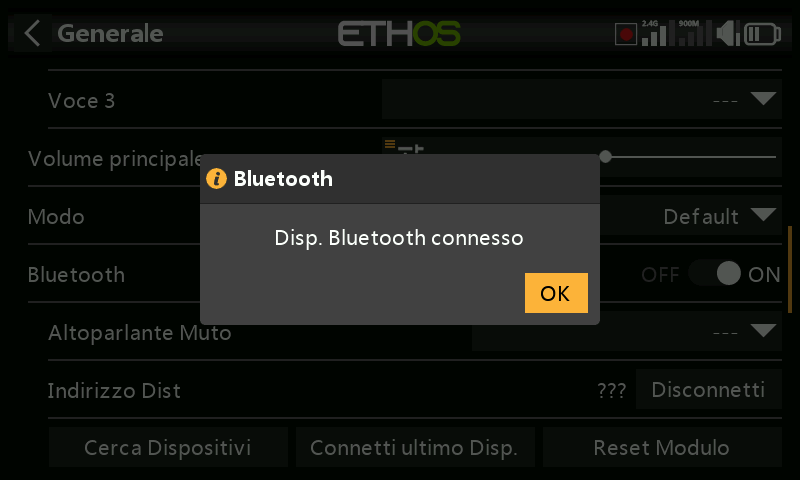 Generale
ETHOS
2.4G
900M
Voce 3
---
Volume principale
Modo
Default
Bluetooth
Disp. Bluetooth connesso
OK
Bluetooth
OFF
ON
Altoparlante Muto
---
Indirizzo Dist
???
Disconnetti
Cerca Dispositivi
Connetti ultimo Disp.
Reset Modulo